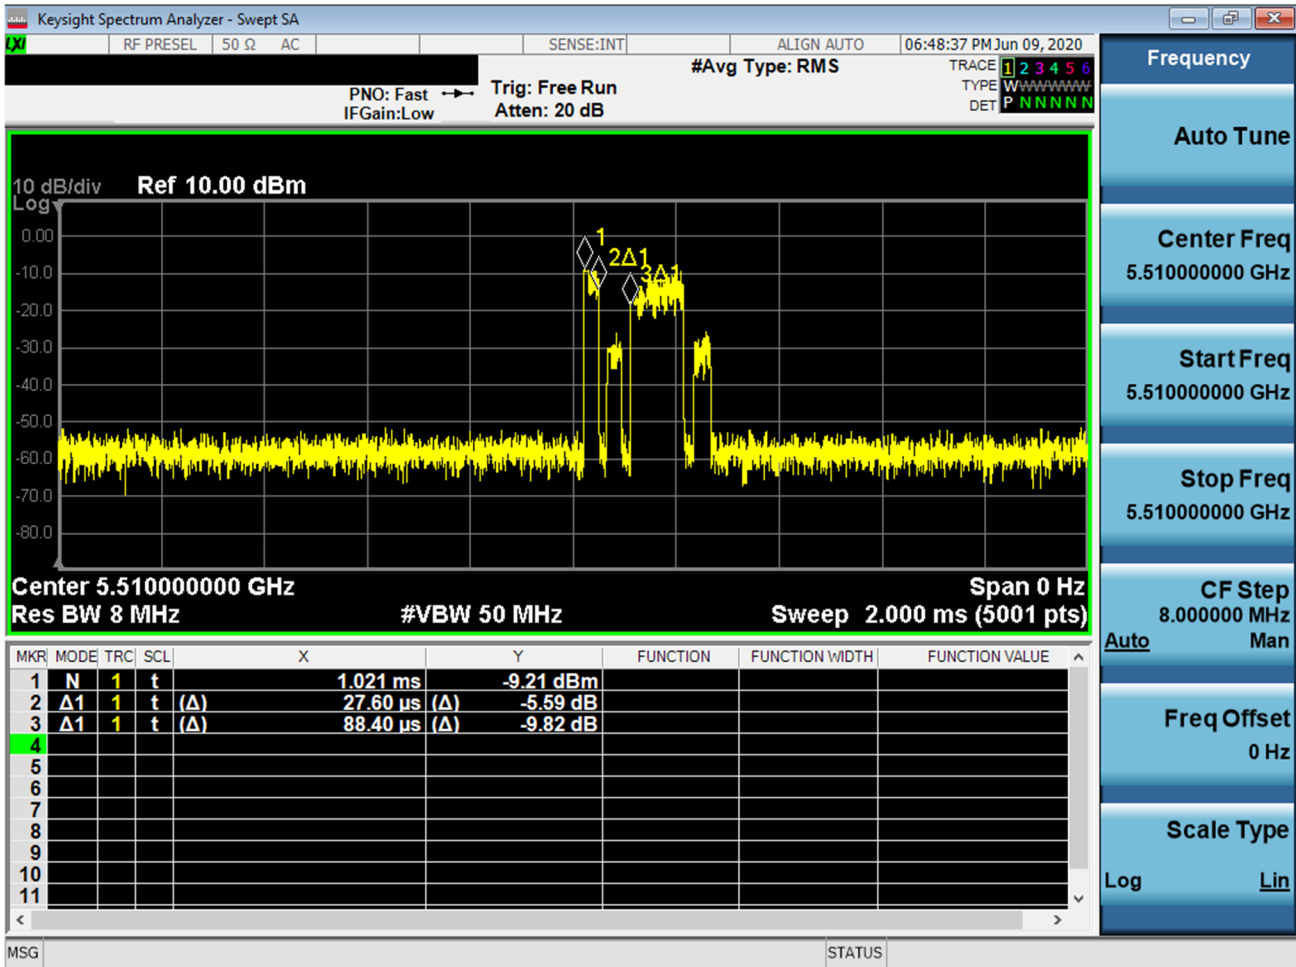 Keysight Spectrum Analyzer - Swept SA
LXI RF PRESEL 50 Ω AC SENSE:INT ALIGN AUTO 06:48:37 PM Jun 09, 2020
#Avg Type: RMS
TRACE 1 2 3 4 5 6
TYPE W
DET P N N N N N
PNO: Fast Trig: Free Run
IFGain:Low Atten: 20 dB
10 dB/div Ref 10.00 dBm
Log
0.00
-10.0
-20.0
-30.0
-40.0
-50.0
-60.0
-70.0
-80.0
1
2Δ1
3Δ1
Center 5.510000000 GHz Span 0 Hz
Res BW 8 MHz #VBW 50 MHz Sweep 2.000 ms (5001 pts)
MKR MODE TRC SCL X Y FUNCTION FUNCTION WIDTH FUNCTION VALUE
1 N 1 t 1.021 ms -9.21 dBm
2 Δ1 1 t (Δ) 27.60 µs (Δ) -5.59 dB
3 Δ1 1 t (Δ) 88.40 µs (Δ) -9.82 dB
4
5
6
7
8
9
10
11
MSG STATUS
Frequency
Auto Tune
Center Freq
5.510000000 GHz
Start Freq
5.510000000 GHz
Stop Freq
5.510000000 GHz
CF Step
8.000000 MHz
Auto Man
Freq Offset
0 Hz
Scale Type
Log Lin